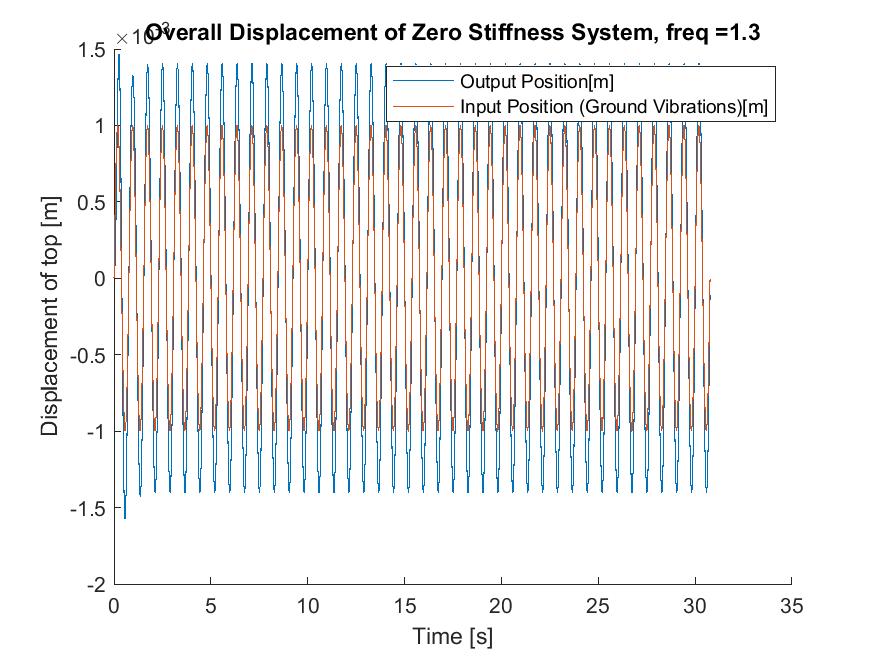 Overall Displacement of Zero Stiffness System, freq =1.3
×10-3
Output Position[m]
Input Position (Ground Vibrations)[m]
1.5
1
0.5
0
-0.5
-1
-1.5
-2
Displacement of top [m]
0 5 10 15 20 25 30 35
Time [s]